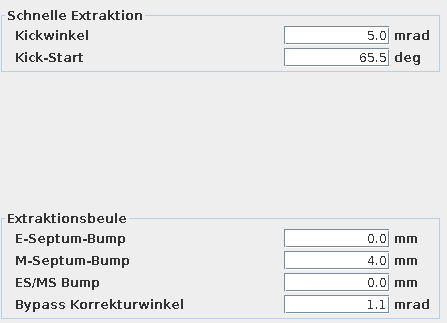 Schnelle Extraktion
Kickwinkel 5.0 mrad
Kick-Start 65.5 deg
Extraktionsbeule
E-Septum-Bump 0.0 mm
M-Septum-Bump 4.0 mm
ES/MS Bump 0.0 mm
Bypass Korrekturwinkel 1.1 mrad